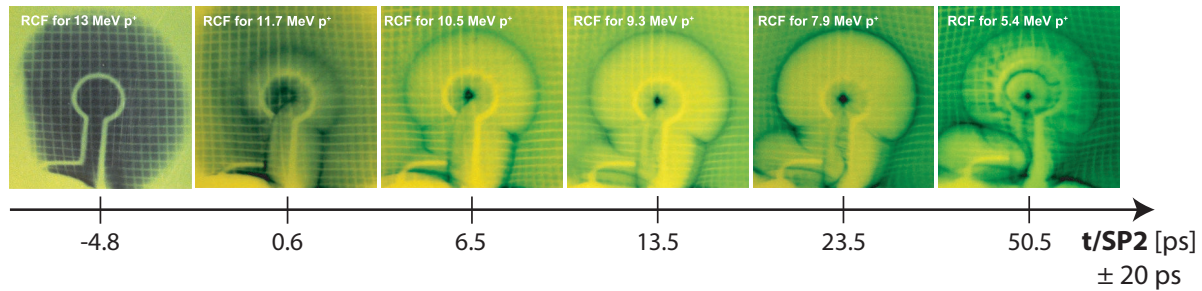 RCF for 13 MeV p⁺
RCF for 11.7 MeV p⁺
RCF for 10.5 MeV p⁺
RCF for 9.3 MeV p⁺
RCF for 7.9 MeV p⁺
RCF for 5.4 MeV p⁺
-4.8
0.6
6.5
13.5
23.5
50.5
t/SP2 [ps]
± 20 ps